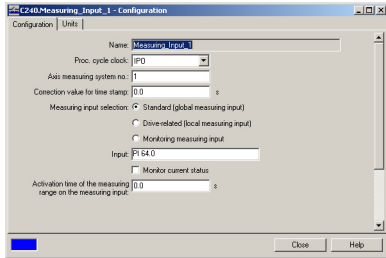 C240.Measuring_Input_1 - Configuration
Configuration Units
Name: Measuring_Input_1
Proc. cycle clock: IPO
Axis measuring system no.: 1
Correction value for time stamp: 0.0 s
Measuring input selection: Standard (global measuring input)
Drive-related (local measuring input)
Monitoring measuring input
Input: PI 64.0
Monitor current status
Activation time of the measuring 0.0 s
range on the measuring input:
Close Help